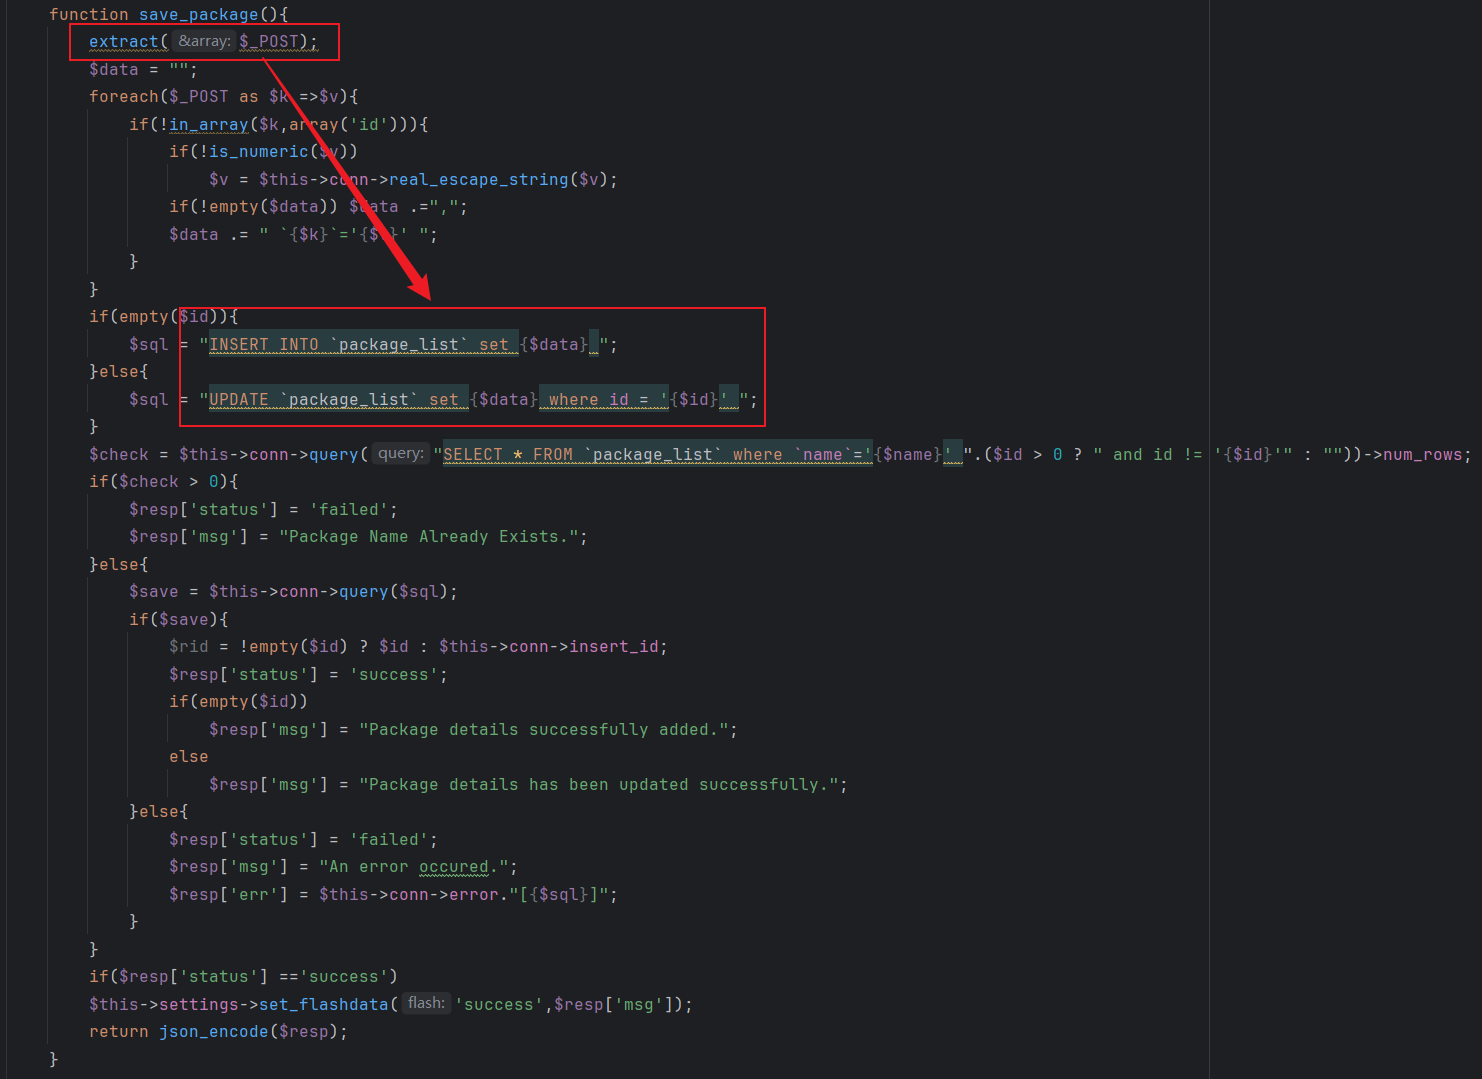 function save_package(){
extract( &array: $_POST);
$data = "";
foreach($_POST as $k =>$v){
if(!in_array($k,array('id'))){
if(!is_numeric($v))
$v = $this->conn->real_escape_string($v);
if(!empty($data)) $data .=",";
$data .= " `{$k}`='{$v}' ";
}
}
if(empty($id)){
$sql = "INSERT INTO `package_list` set {$data} ";
}else{
$sql = "UPDATE `package_list` set {$data} where id = '{$id}' ";
}
$check = $this->conn->query( query: "SELECT * FROM `package_list` where `name`='{$name}' ".($id > 0 ? " and id != '{$id}'" : ""))->num_rows;
if($check > 0){
$resp['status'] = 'failed';
$resp['msg'] = "Package Name Already Exists.";
}else{
$save = $this->conn->query($sql);
if($save){
$rid = !empty($id) ? $id : $this->conn->insert_id;
$resp['status'] = 'success';
if(empty($id))
$resp['msg'] = "Package details successfully added.";
else
$resp['msg'] = "Package details has been updated successfully.";
}else{
$resp['status'] = 'failed';
$resp['msg'] = "An error occured.";
$resp['err'] = $this->conn->error."[{$sql}]";
}
}
if($resp['status'] =='success')
$this->settings->set_flashdata( flash: 'success',$resp['msg']);
return json_encode($resp);
}